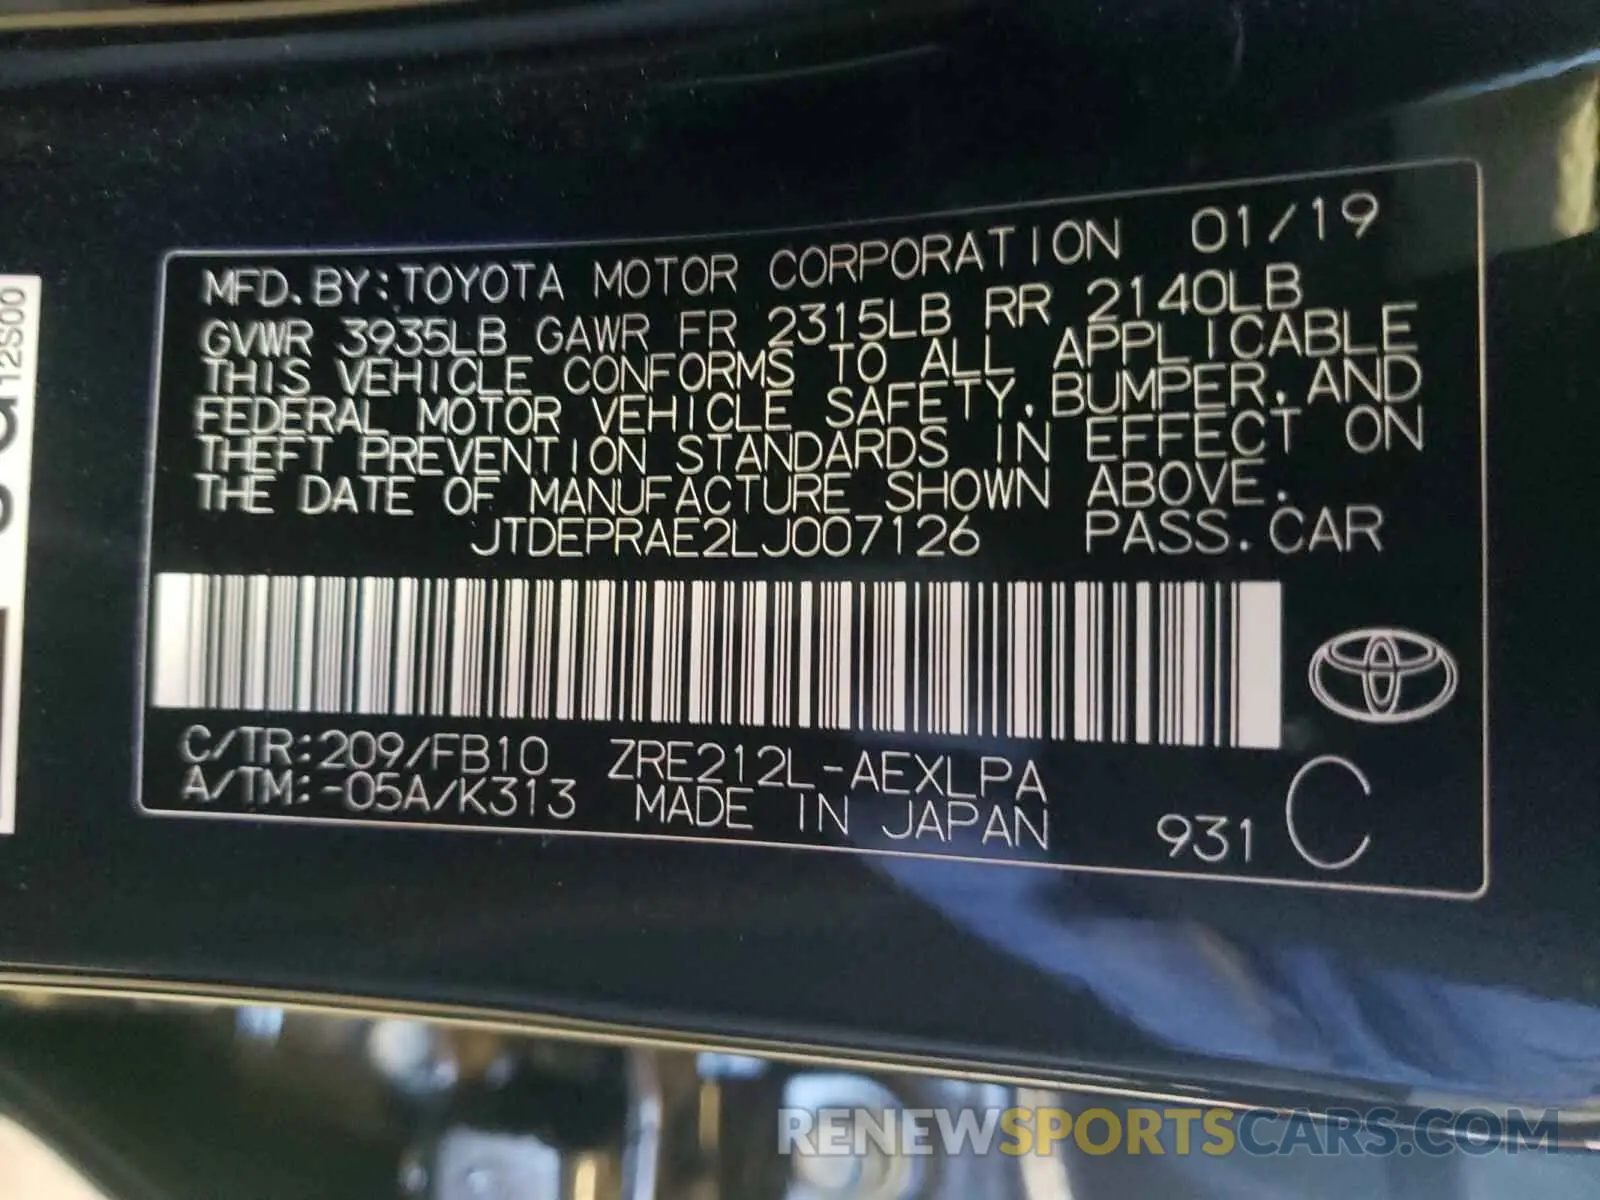 MFD.BY:TOYOTA MOTOR CORPORATION 01/19
GVWR 3935LB GAWR FR 2315LB RR 2140LB
THIS VEHICLE CONFORMS TO ALL APPLICABLE
FEDERAL MOTOR VEHICLE SAFETY,BUMPER,AND
THEFT PREVENTION STANDARDS IN EFFECT ON
THE DATE OF MANUFACTURE SHOWN ABOVE.
JTDEPRAE2LJ007126 PASS.CAR
C/TR:209/FB10 ZRE212L-AEXLPA
A/TM:-05A/K313 MADE IN JAPAN 931 C
RENEWSPORTSCARS.COM